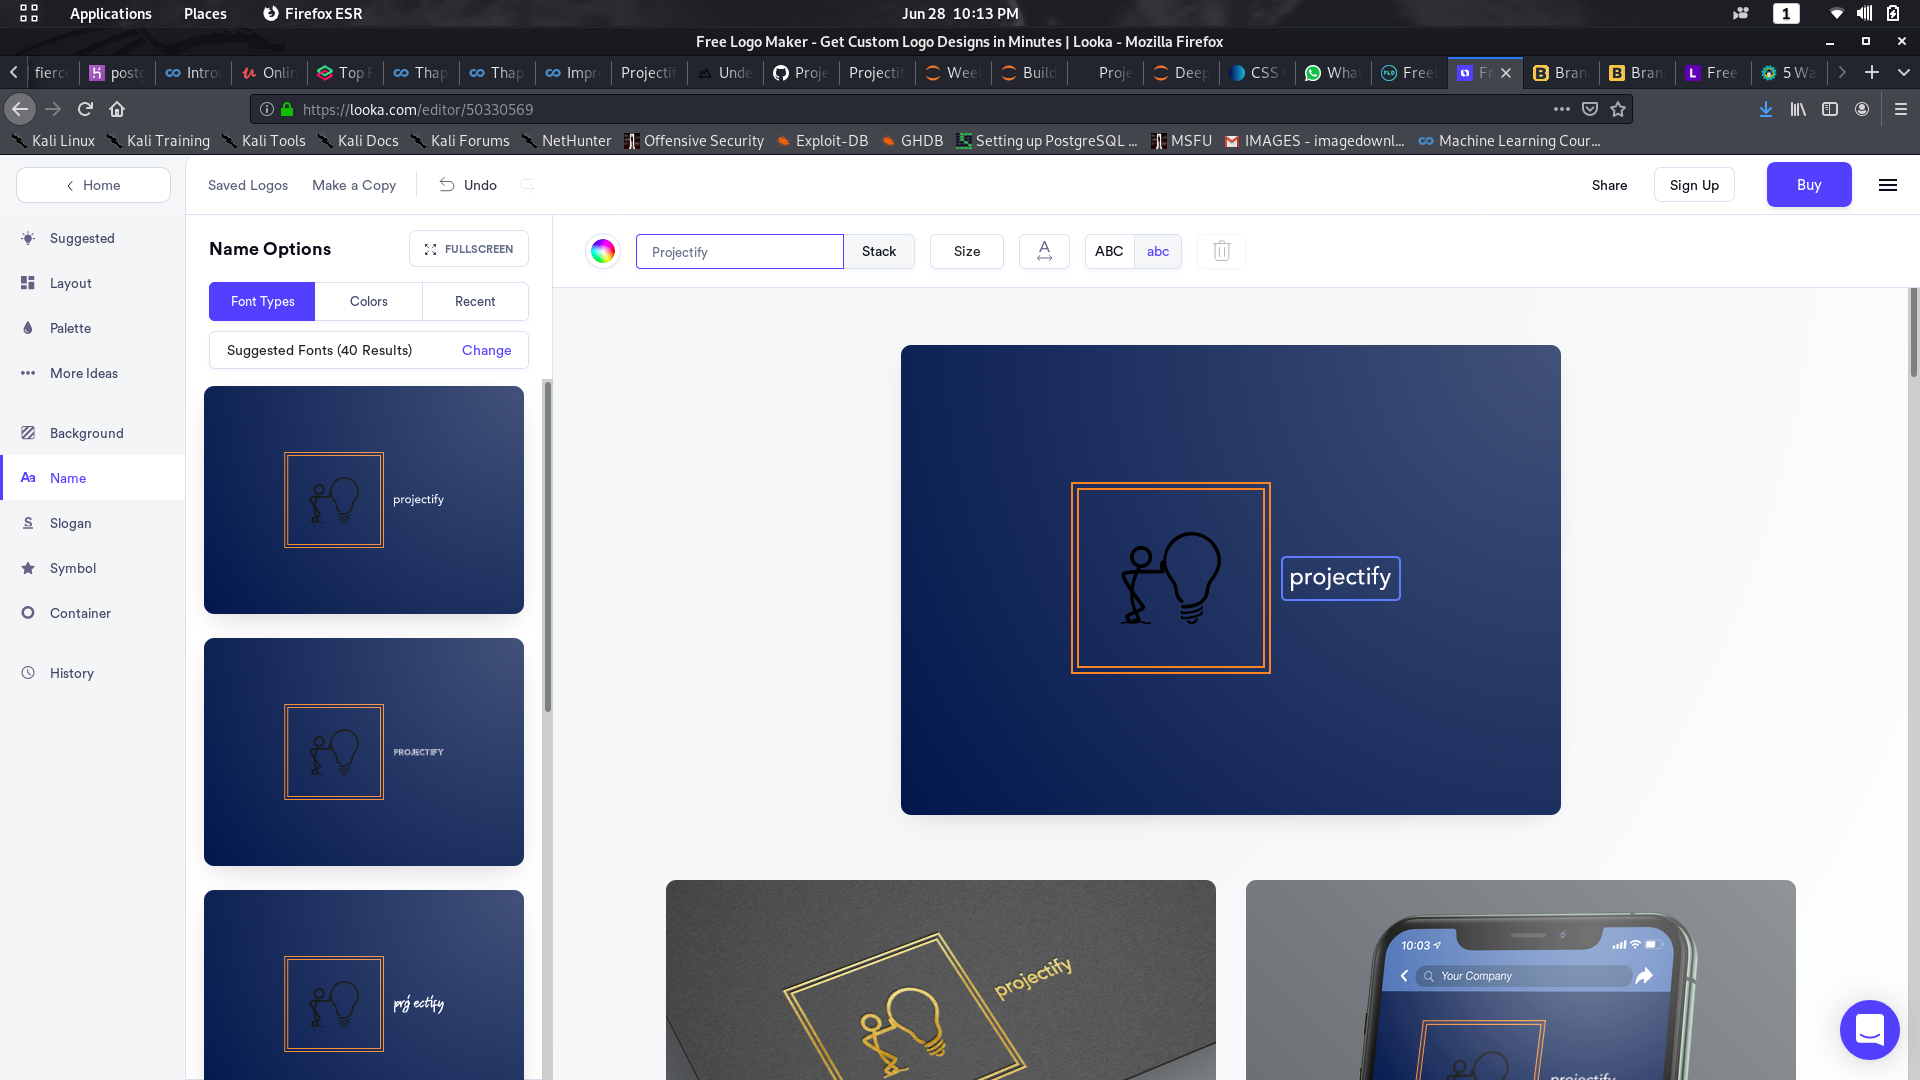 Applications Places Firefox ESR Jun 28 10:13 PM 1
Free Logo Maker - Get Custom Logo Designs in Minutes | Looka - Mozilla Firefox
fierc postg Intro Onlin Top F Thap Thap Impro Projectif Unde Proje Projectif Weel Build Proje Deep CSS What Free Fr Bran Bran Free 5 Wa
https://looka.com/editor/50330569
Kali Linux Kali Training Kali Tools Kali Docs Kali Forums NetHunter Offensive Security Exploit-DB GHDB Setting up PostgreSQL ... MSFU IMAGES - imagedownl... Machine Learning Cour...
Home Saved Logos Make a Copy Undo Share Sign Up Buy
Suggested
Layout
Palette
More Ideas
Background
Name
Slogan
Symbol
Container
History
Name Options FULLSCREEN
Font Types Colors Recent
Suggested Fonts (40 Results) Change
projectify
PROJECTIFY
projectify
Projectify Stack Size A ABC abc
projectify
projectify
10:03
Your Company
projectify